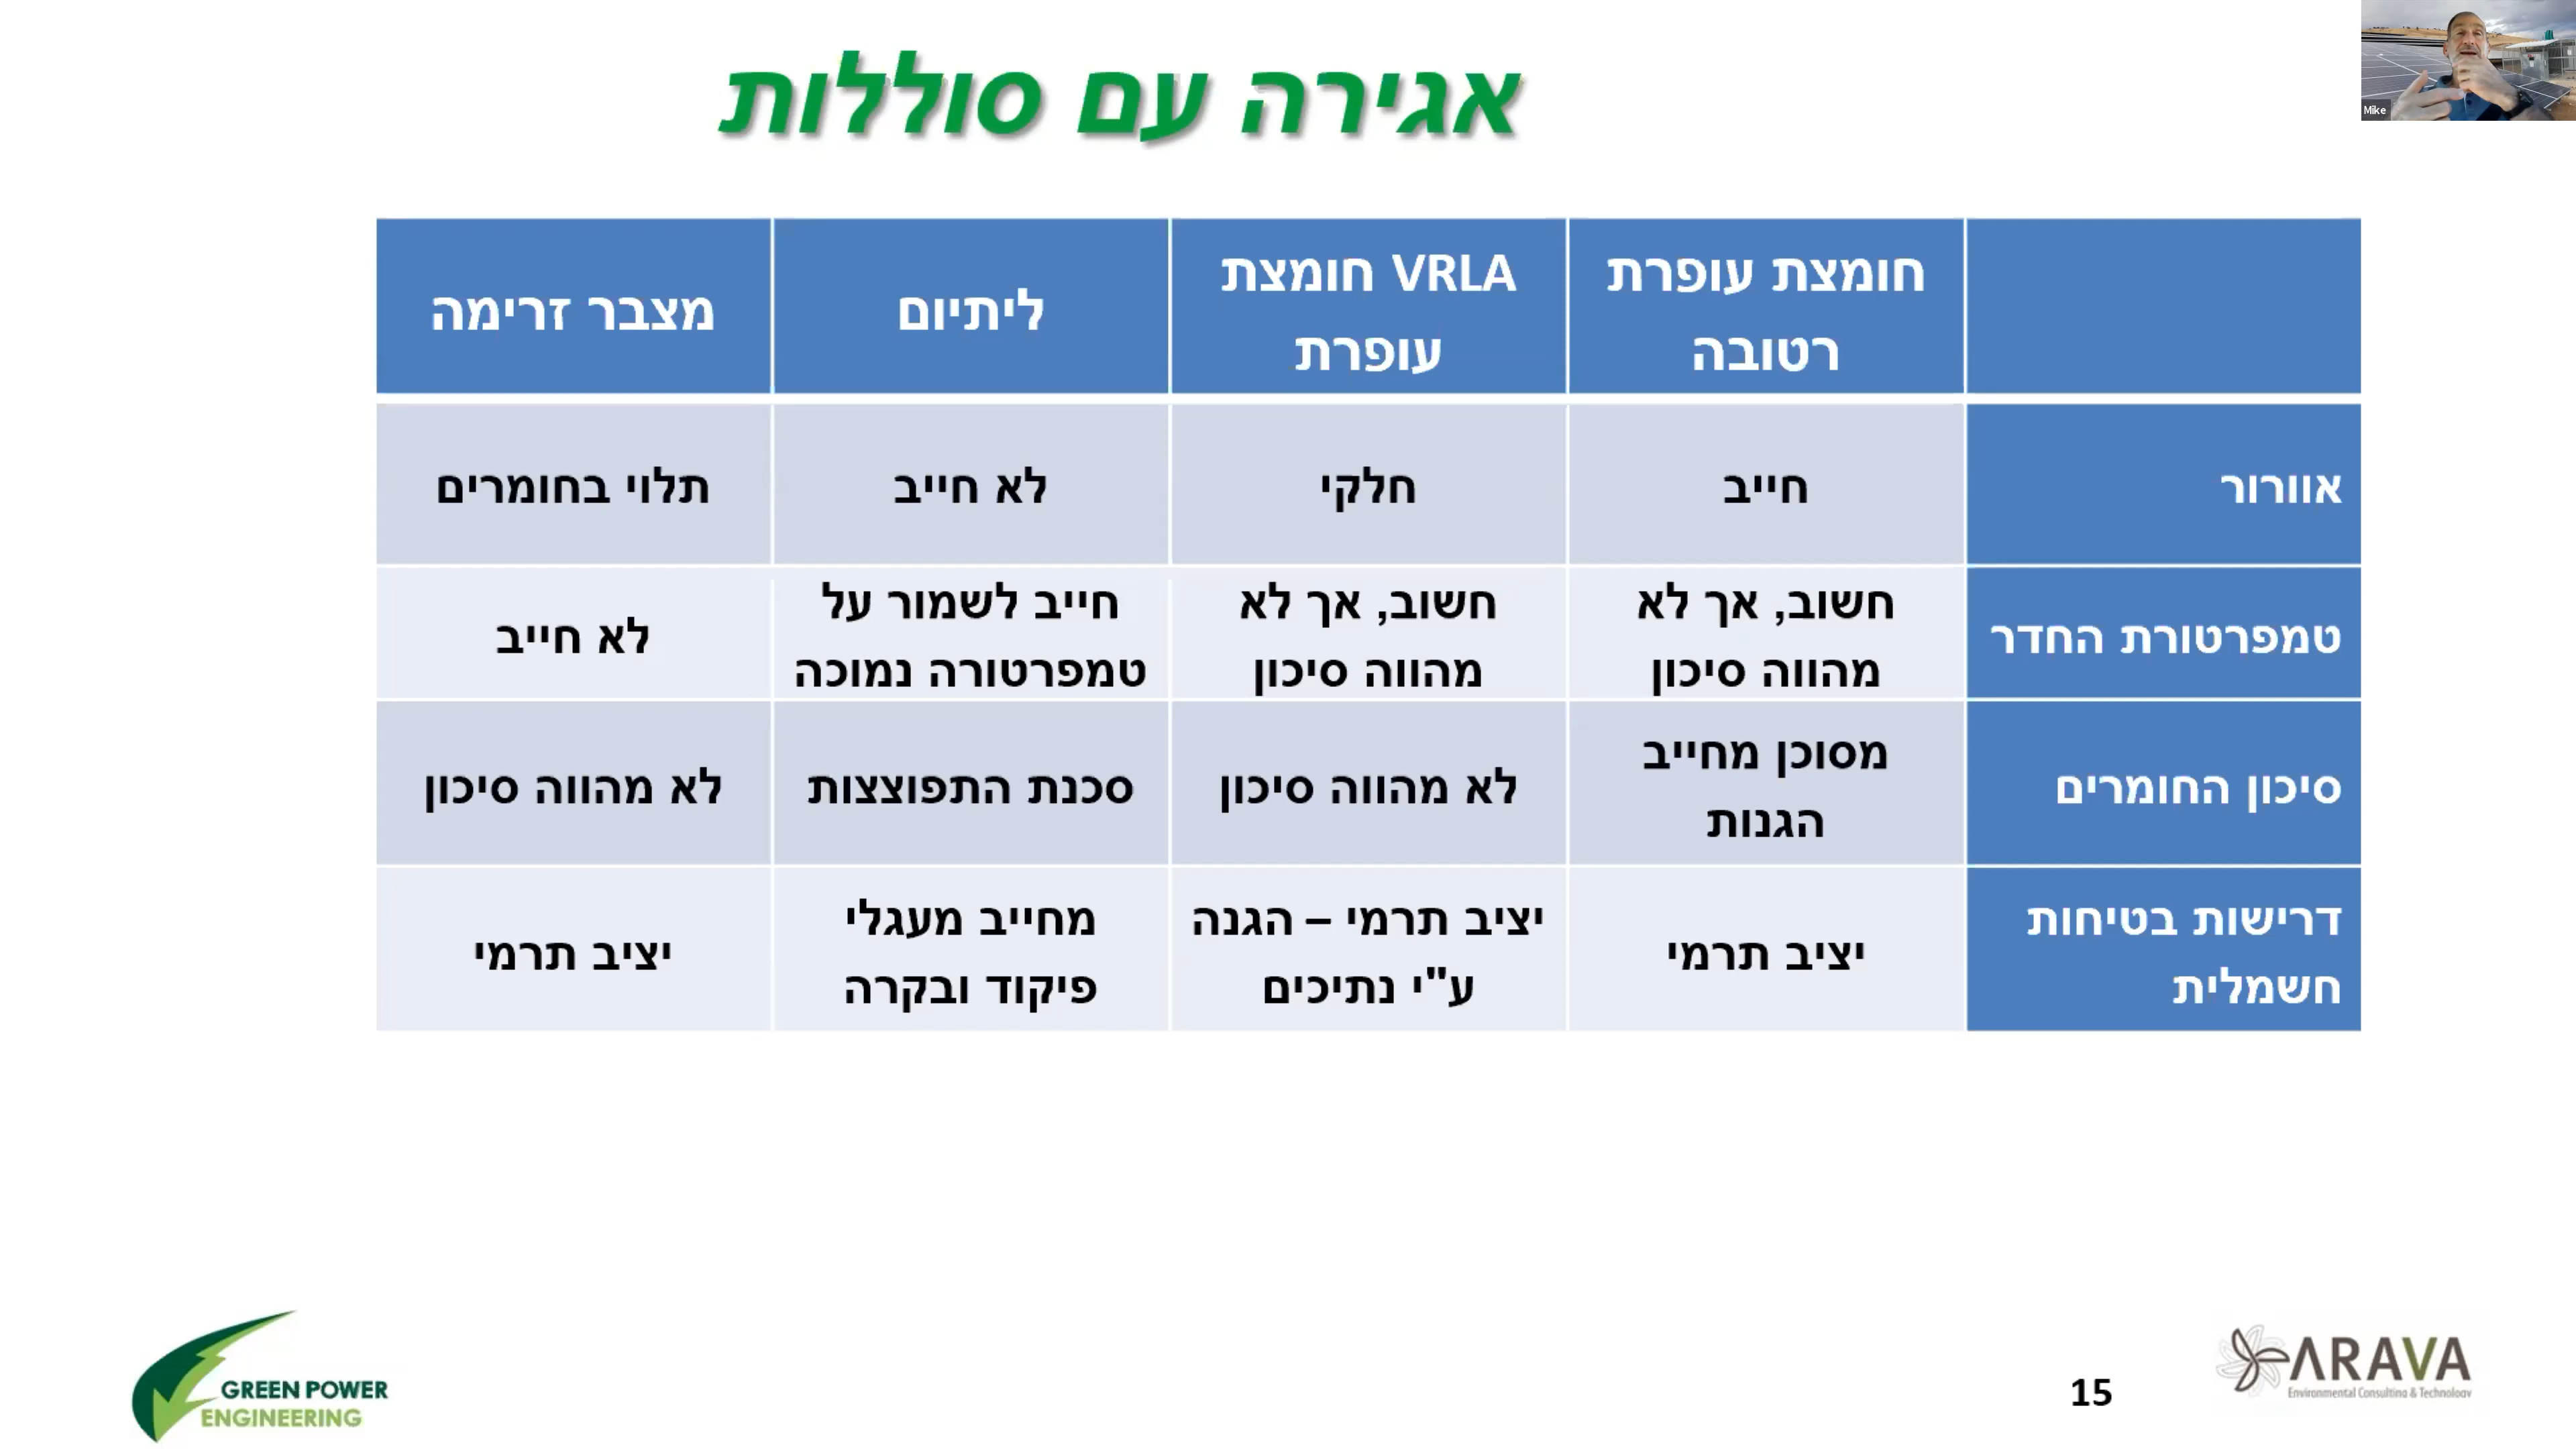 אגירה עם סוללות
Mike
חומצת עופרת
רטובה
VRLA חומצת
עופרת
ליתיום
מצבר זרימה
אוורור
חייב
חלקי
לא חייב
תלוי בחומרים
טמפרטורת החדר
חשוב, אך לא
מהווה סיכון
חשוב, אך לא
מהווה סיכון
חייב לשמור על
טמפרטורה נמוכה
לא חייב
סיכון החומרים
מסוכן מחייב
הגנות
לא מהווה סיכון
סכנת התפוצצות
לא מהווה סיכון
דרישות בטיחות
חשמלית
יציב תרמי
יציב תרמי – הגנה
ע"י נתיכים
מחייב מעגלי
פיקוד ובקרה
יציב תרמי
GREEN POWER
ENGINEERING
15
ARAVA
Environmental Consulting & Technology